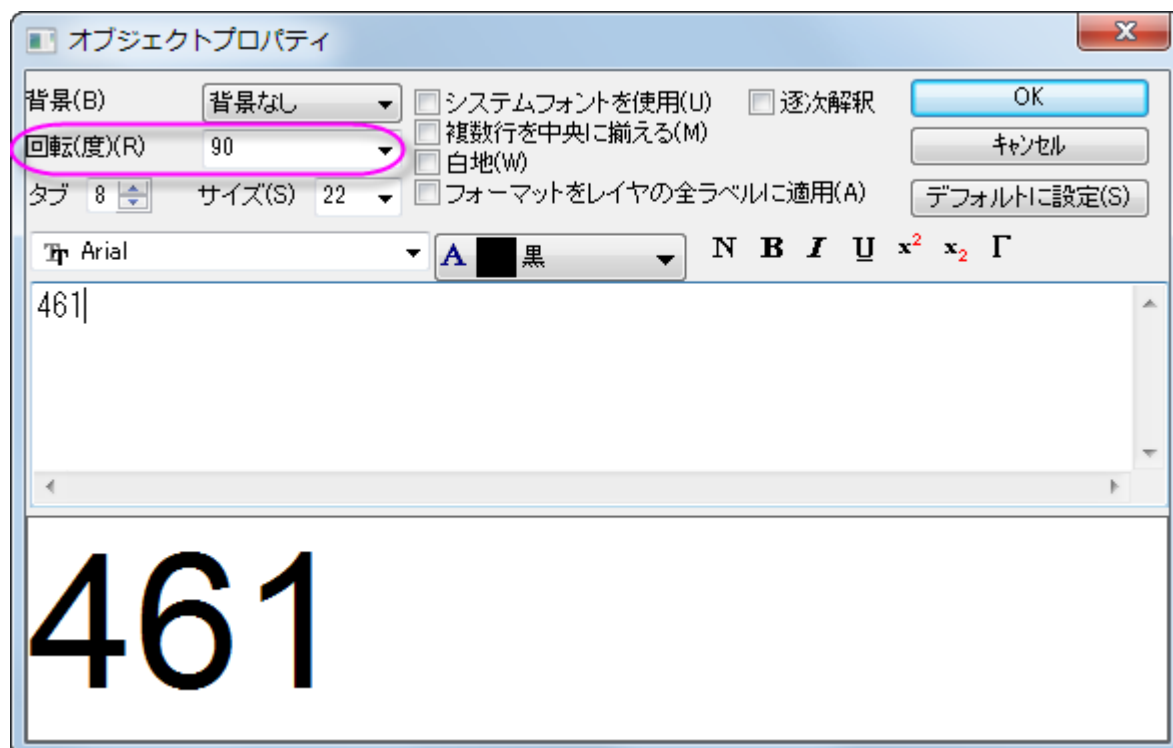 オブジェクトプロパティ
背景(B) 背景なし システムフォントを使用(U) 逐次解釈 OK
回転(度)(R) 90 複数行を中央に揃える(M) キャンセル
白地(W)
タブ 8 サイズ(S) 22 フォーマットをレイヤの全ラベルに適用(A) デフォルトに設定(S)
Arial A 黒 N B I U x² x₂ Γ
461
461